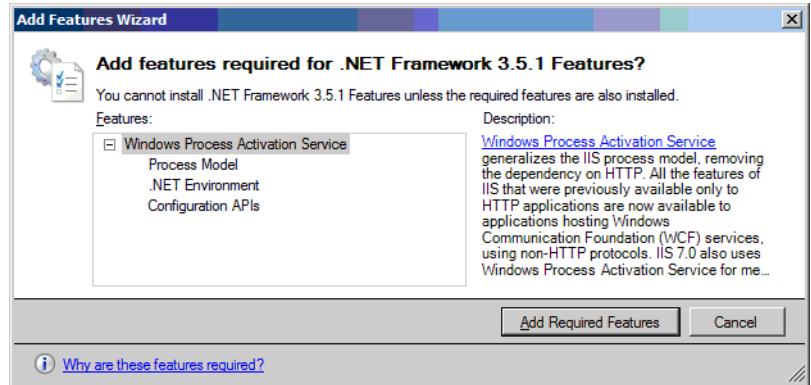 Add Features Wizard
Add features required for .NET Framework 3.5.1 Features?
You cannot install .NET Framework 3.5.1 Features unless the required features are also installed.
Features:
Windows Process Activation Service
Process Model
.NET Environment
Configuration APIs
Description:
Windows Process Activation Service
generalizes the IIS process model, removing
the dependency on HTTP. All the features of
IIS that were previously available only to
HTTP applications are now available to
applications hosting Windows
Communication Foundation (WCF) services,
using non-HTTP protocols. IIS 7.0 also uses
Windows Process Activation Service for me...
Add Required Features
Cancel
Why are these features required?